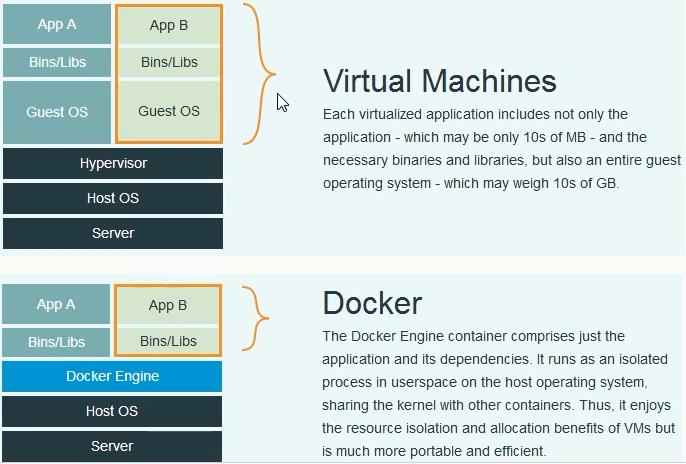 App A
App B
Bins/Libs
Bins/Libs
Guest OS
Guest OS
Hypervisor
Host OS
Server
Virtual Machines
Each virtualized application includes not only the
application - which may be only 10s of MB - and the
necessary binaries and libraries, but also an entire guest
operating system - which may weigh 10s of GB.
App A
App B
Bins/Libs
Bins/Libs
Docker Engine
Host OS
Server
Docker
The Docker Engine container comprises just the
application and its dependencies. It runs as an isolated
process in userspace on the host operating system,
sharing the kernel with other containers. Thus, it enjoys
the resource isolation and allocation benefits of VMs but
is much more portable and efficient.